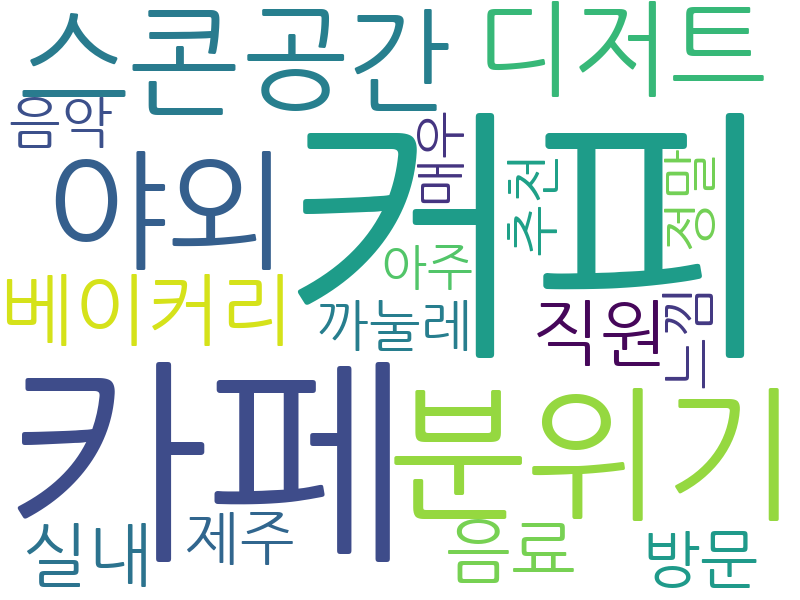 스콘
공간
디저트
음악
야외
커피
매우
추천
정말
아주
베이커리
까눌레
직원
느낌
카페
분위기
실내
제주
음료
방문